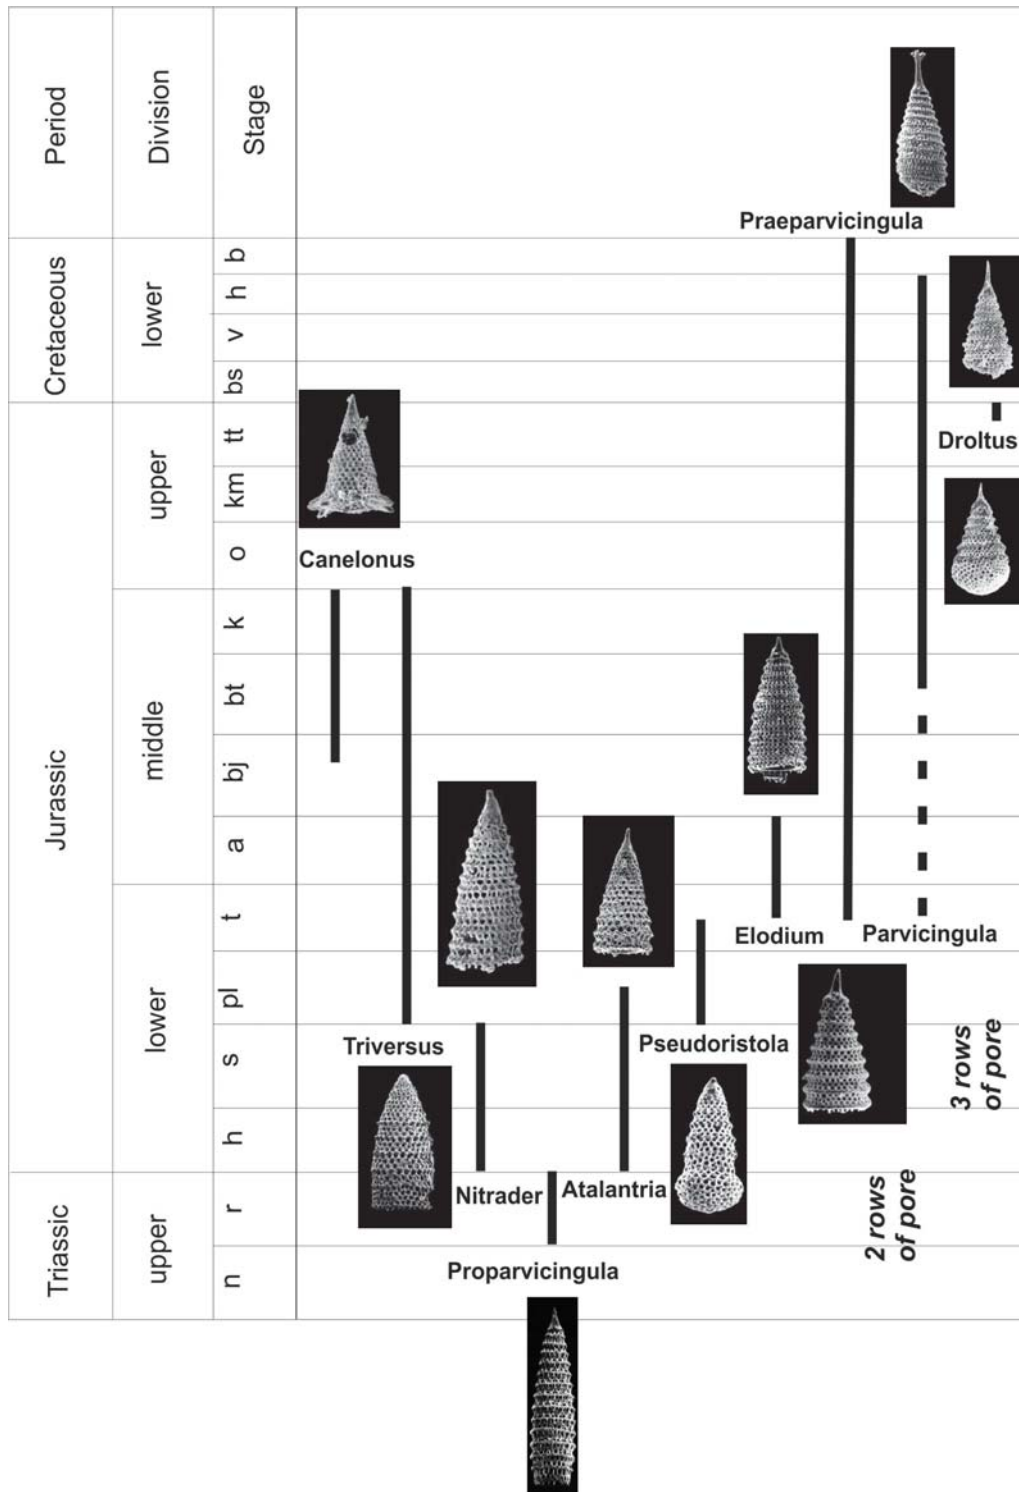 Period
Division
Stage
Praeparvicingula
Cretaceous
lower
b
h
v
bs
Droltus
Jurassic
upper
tt
km
o
Canelonus
middle
k
bt
bj
a
lower
t
pl
s
h
Elodium
Parvicingula
Triversus
Pseudoristola
3 rows
of pore
Nitrader
Atalantria
2 rows
of pore
Triassic
upper
r
n
Proparvicingula